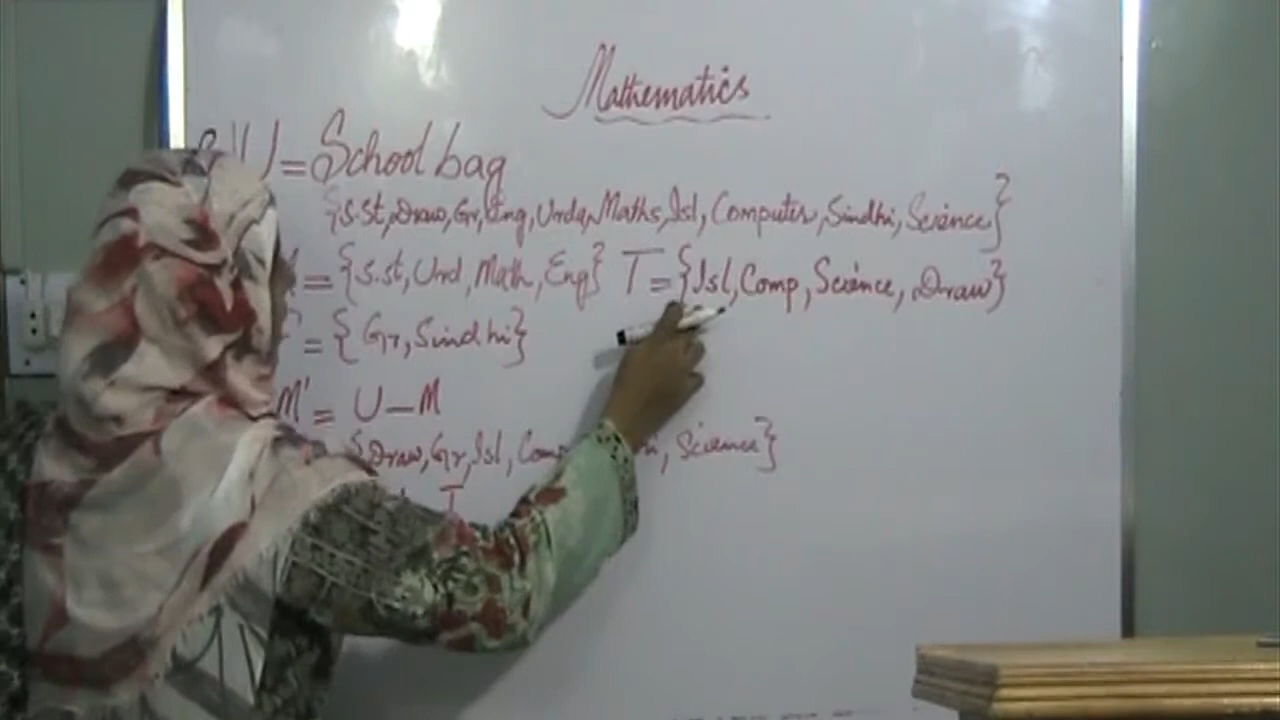 Mathematics
U = School bag
{S.St, Draw, Gr, Eng, Urdu, Maths, Isl, Computer, Sindhi, Science}
= {S.St, Urd, Math, Eng} T = {Isl, Comp, Science, Draw}
= {Gr, Sindhi}
M' = U - M
{Draw, Gr, Isl, Science}
T